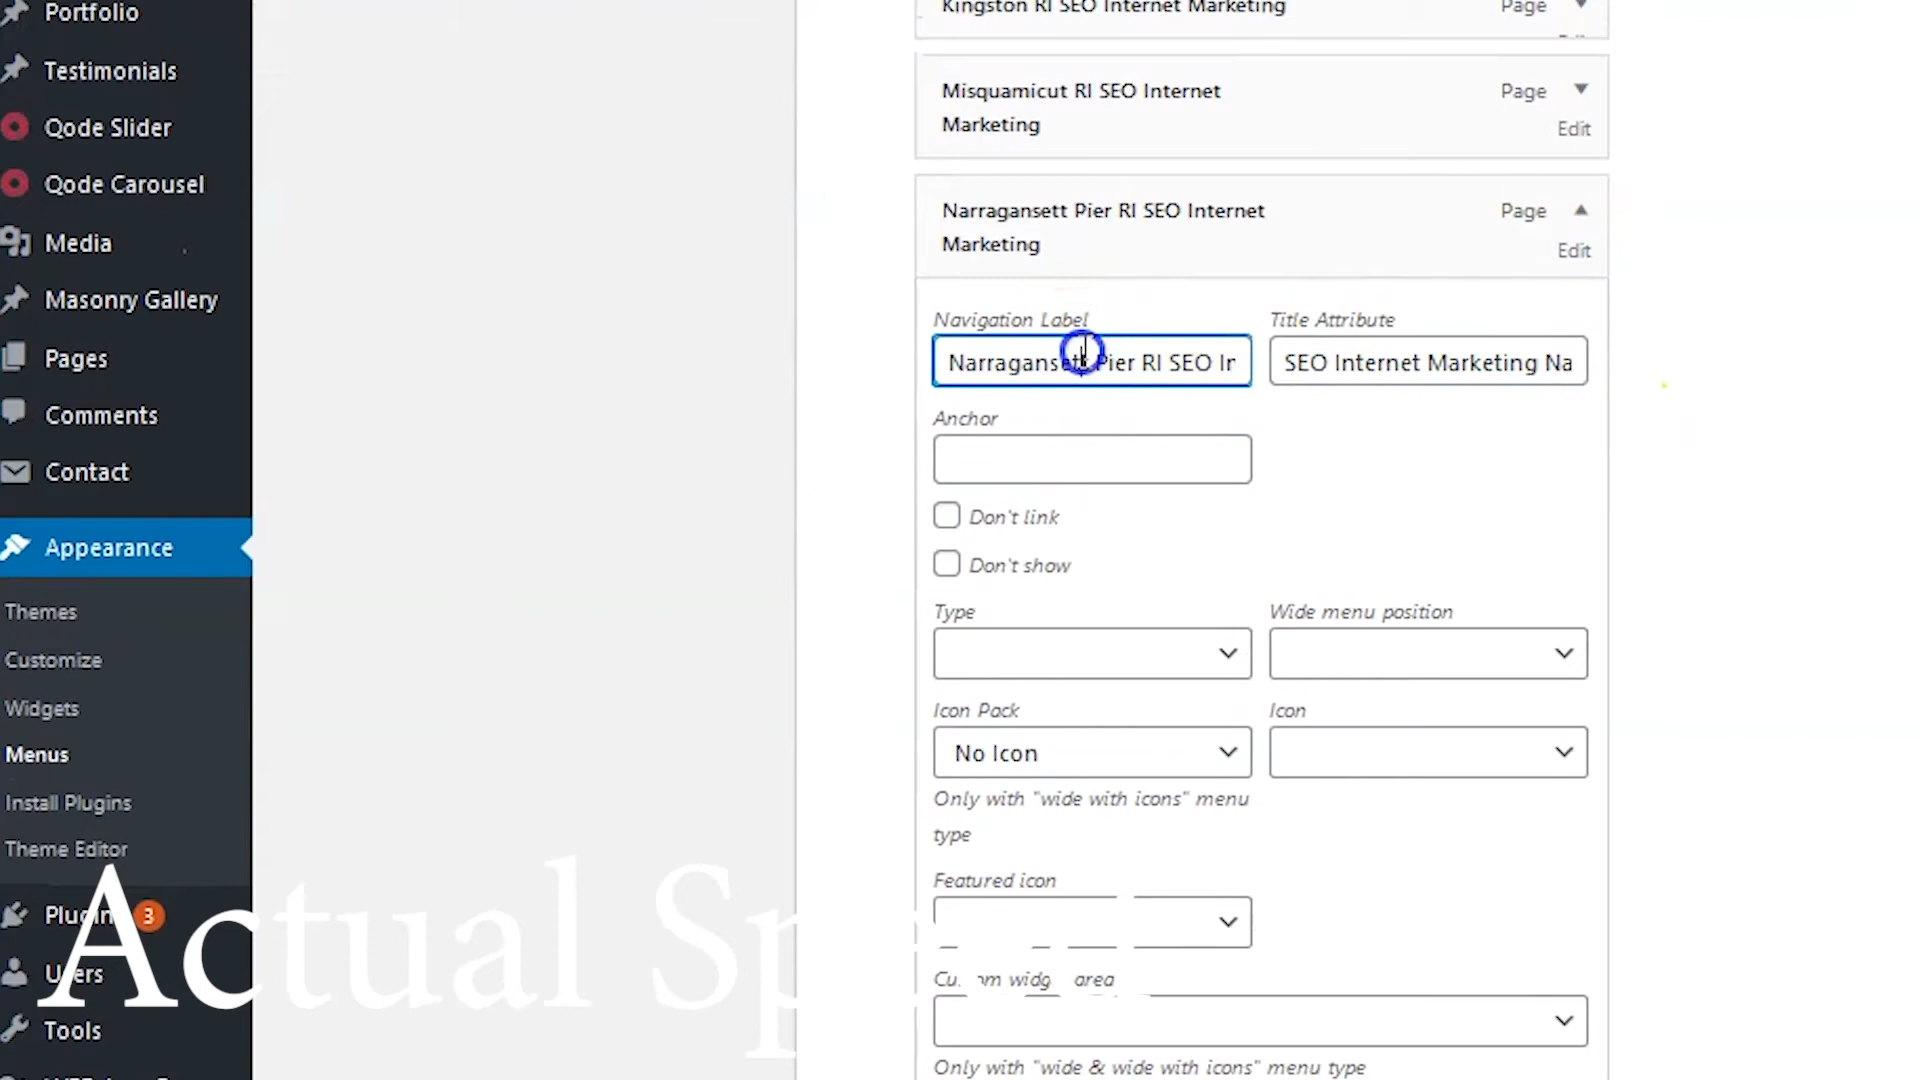 Portfolio
Testimonials
Qode Slider
Qode Carousel
Media
Masonry Gallery
Pages
Comments
Contact
Appearance
Themes
Customize
Widgets
Menus
Install Plugins
Theme Editor
Plugins 3
Users
Tools
Kingston RI SEO Internet Marketing Page
Misquamicut RI SEO Internet
Marketing
Page
Edit
Narragansett Pier RI SEO Internet
Marketing
Page
Edit
Navigation Label
Narragansett Pier RI SEO In
Title Attribute
SEO Internet Marketing Na
Anchor
Don't link
Don't show
Type
Wide menu position
Icon Pack
No Icon
Icon
Only with "wide with icons" menu
type
Featured icon
Custom widget area
Only with "wide & wide with icons" menu type
Actual Speed